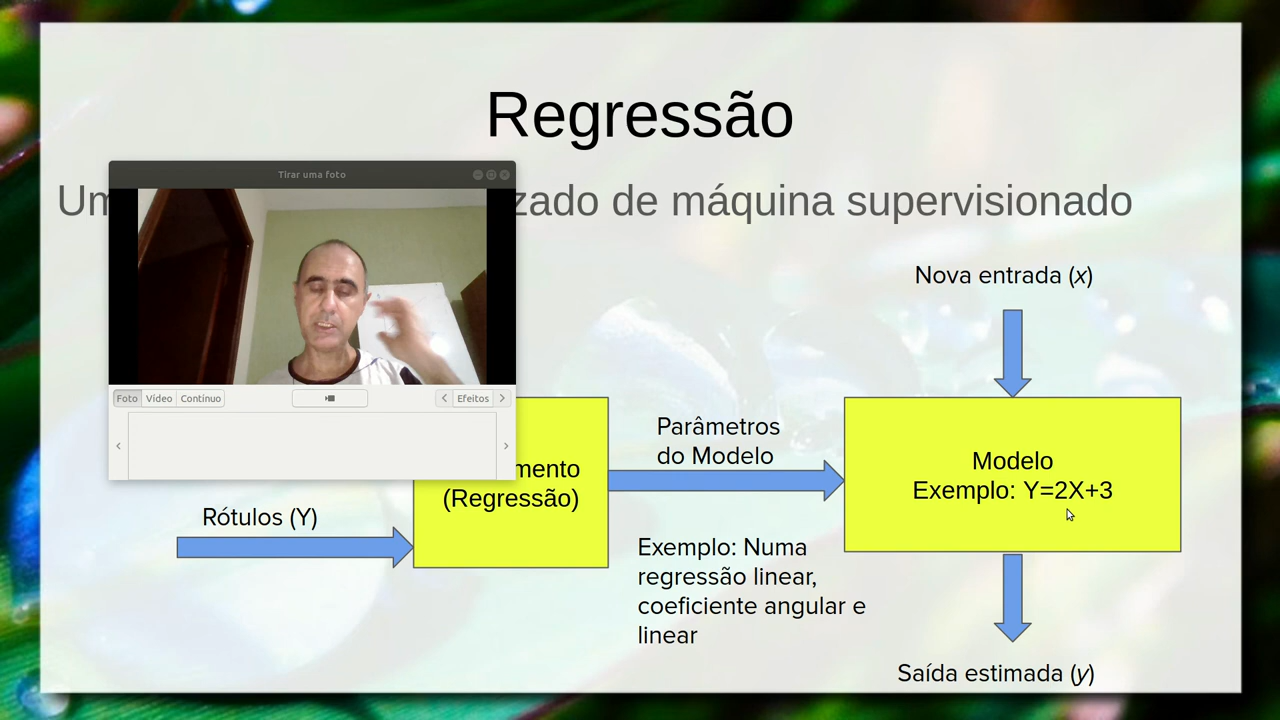 Regressão
Tirar uma foto
zado de máquina supervisionado
Nova entrada (x)
Foto Vídeo Contínuo Efeitos
Parâmetros
do Modelo
mento
(Regressão)
Modelo
Exemplo: Y=2X+3
Rótulos (Y)
Exemplo: Numa
regressão linear,
coeficiente angular e
linear
Saída estimada (y)